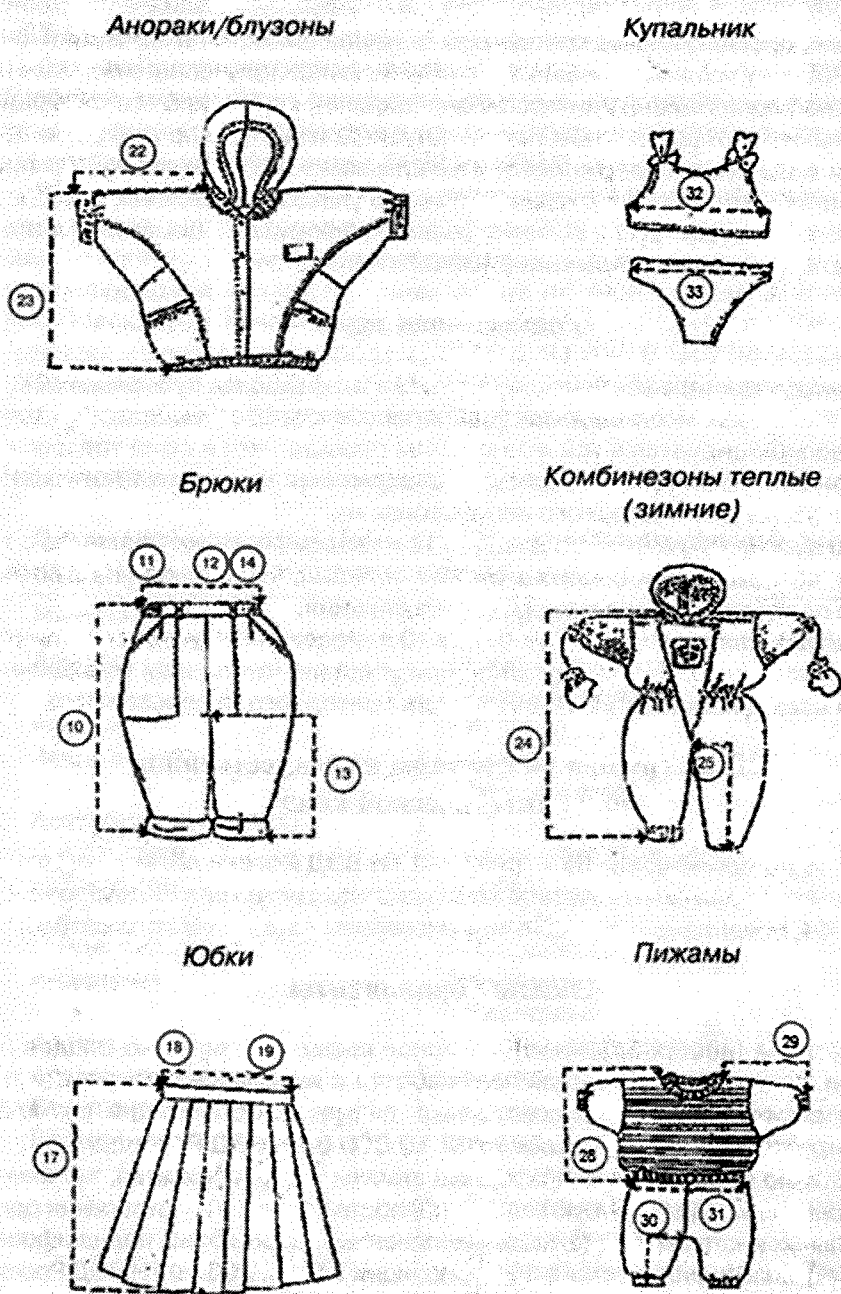 Анораки/блузоны
Купальник
22
32
23
33
Брюки
Комбинезоны теплые
(зимние)
11 12 14
10
24
25
13
Юбки
Пижамы
18 19
29
17
28
30 31